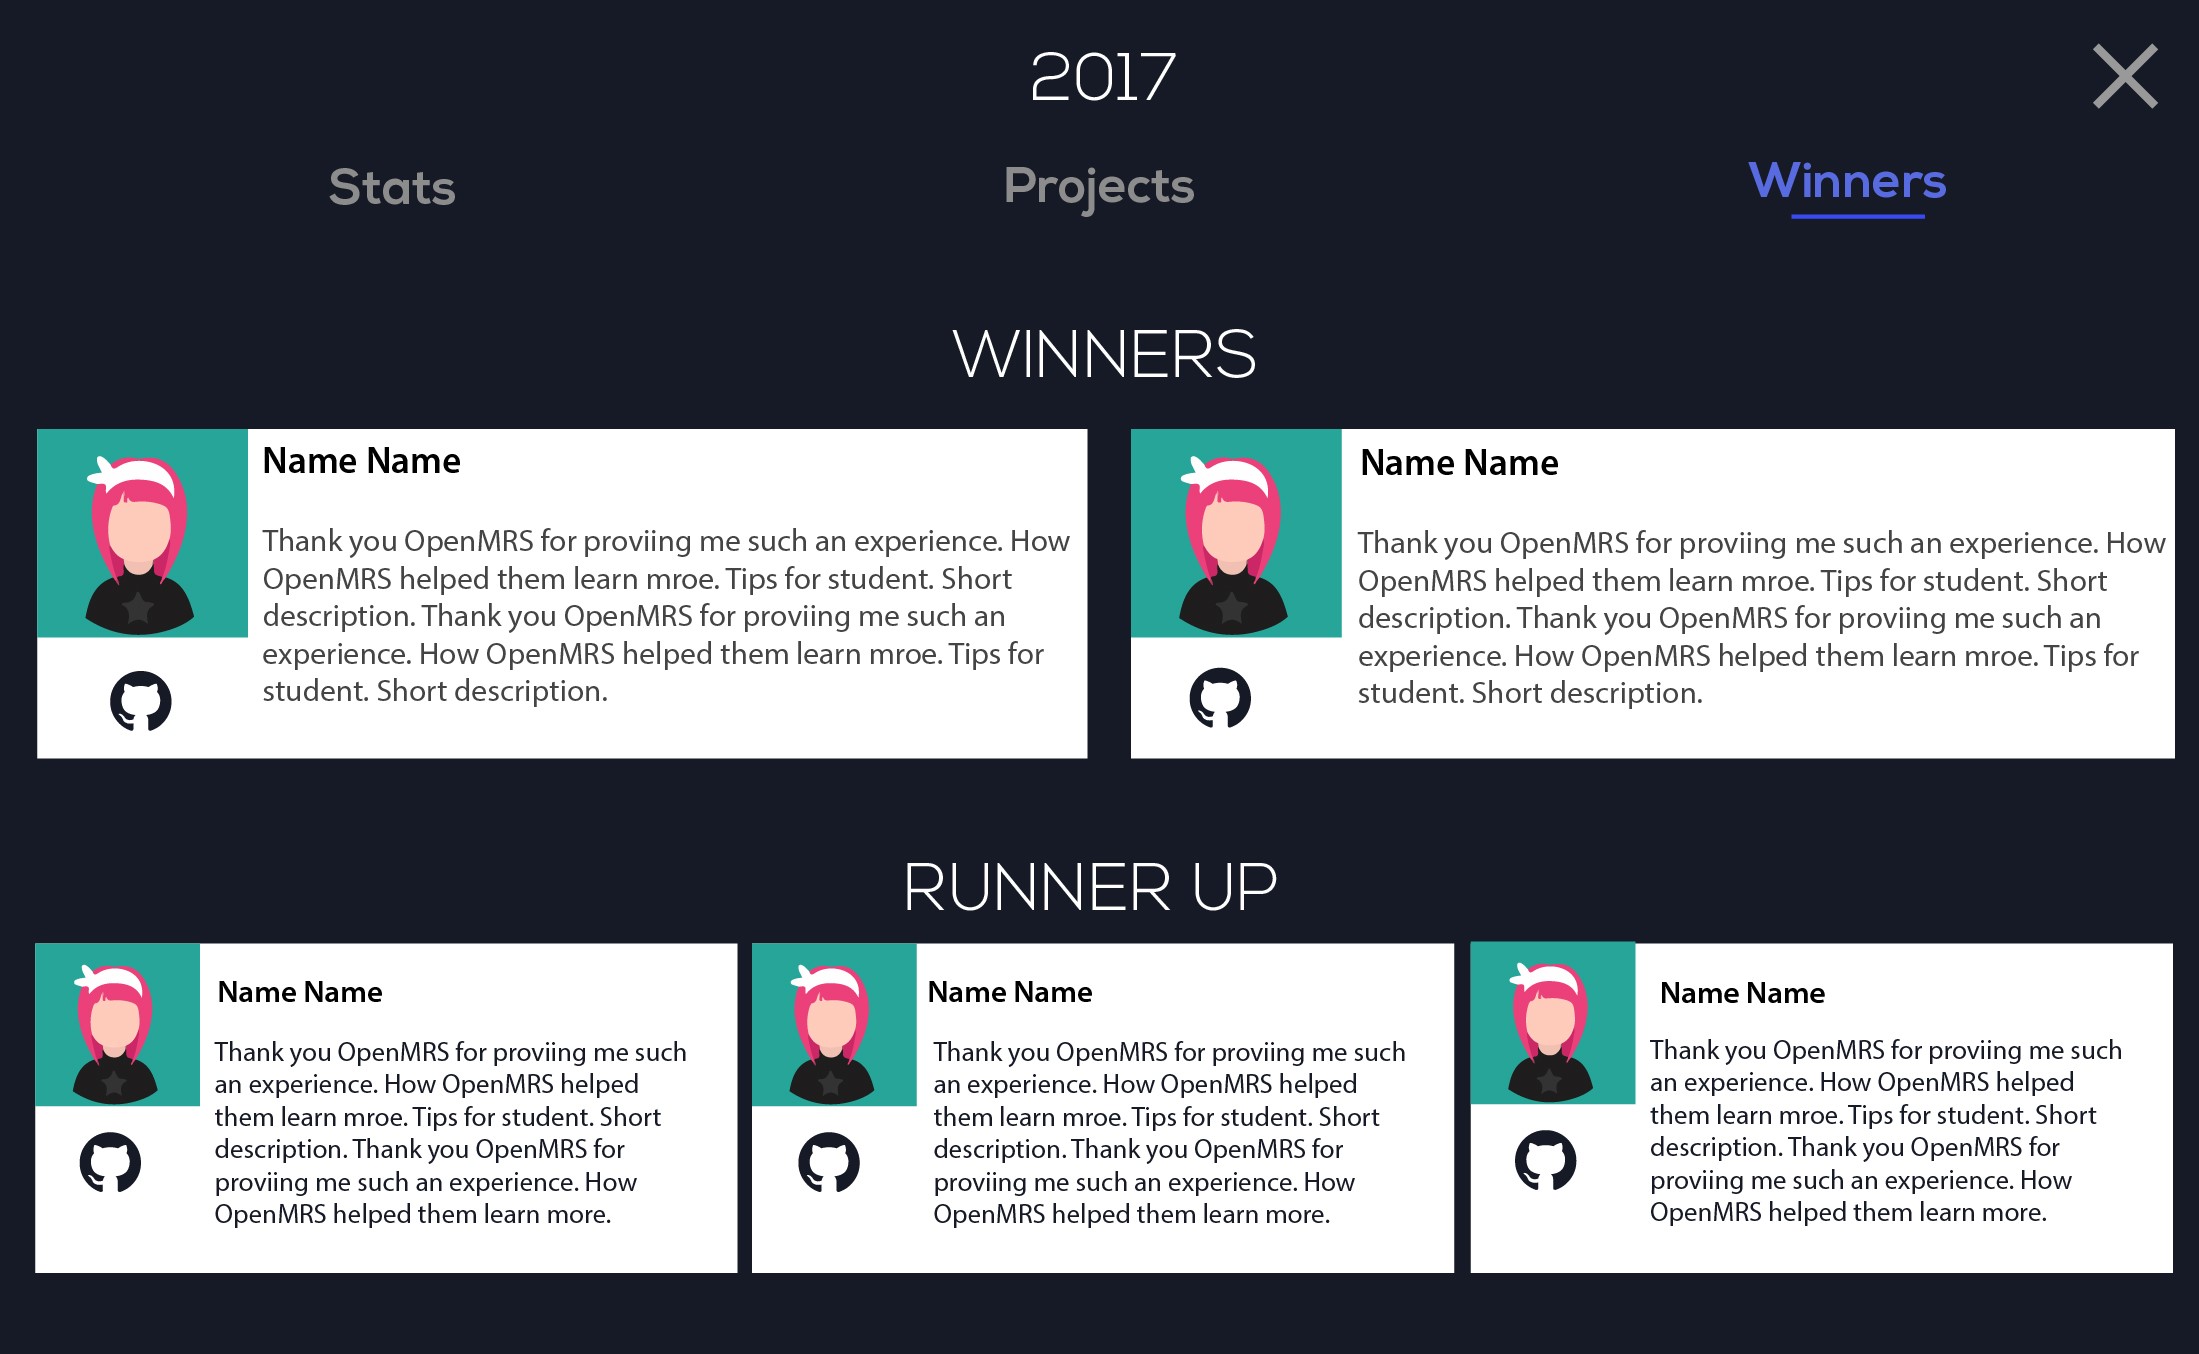 2017
Stats
Projects
Winners
WINNERS
Name Name
Thank you OpenMRS for proviing me such an experience. How
OpenMRS helped them learn mroe. Tips for student. Short
description. Thank you OpenMRS for proviing me such an
experience. How OpenMRS helped them learn mroe. Tips for
student. Short description.
Name Name
Thank you OpenMRS for proviing me such an experience. How
OpenMRS helped them learn mroe. Tips for student. Short
description. Thank you OpenMRS for proviing me such an
experience. How OpenMRS helped them learn mroe. Tips for
student. Short description.
RUNNER UP
Name Name
Thank you OpenMRS for proviing me such
an experience. How OpenMRS helped
them learn mroe. Tips for student. Short
description. Thank you OpenMRS for
proviing me such an experience. How
OpenMRS helped them learn more.
Name Name
Thank you OpenMRS for proviing me such
an experience. How OpenMRS helped
them learn mroe. Tips for student. Short
description. Thank you OpenMRS for
proviing me such an experience. How
OpenMRS helped them learn more.
Name Name
Thank you OpenMRS for proviing me such
an experience. How OpenMRS helped
them learn mroe. Tips for student. Short
description. Thank you OpenMRS for
proviing me such an experience. How
OpenMRS helped them learn more.